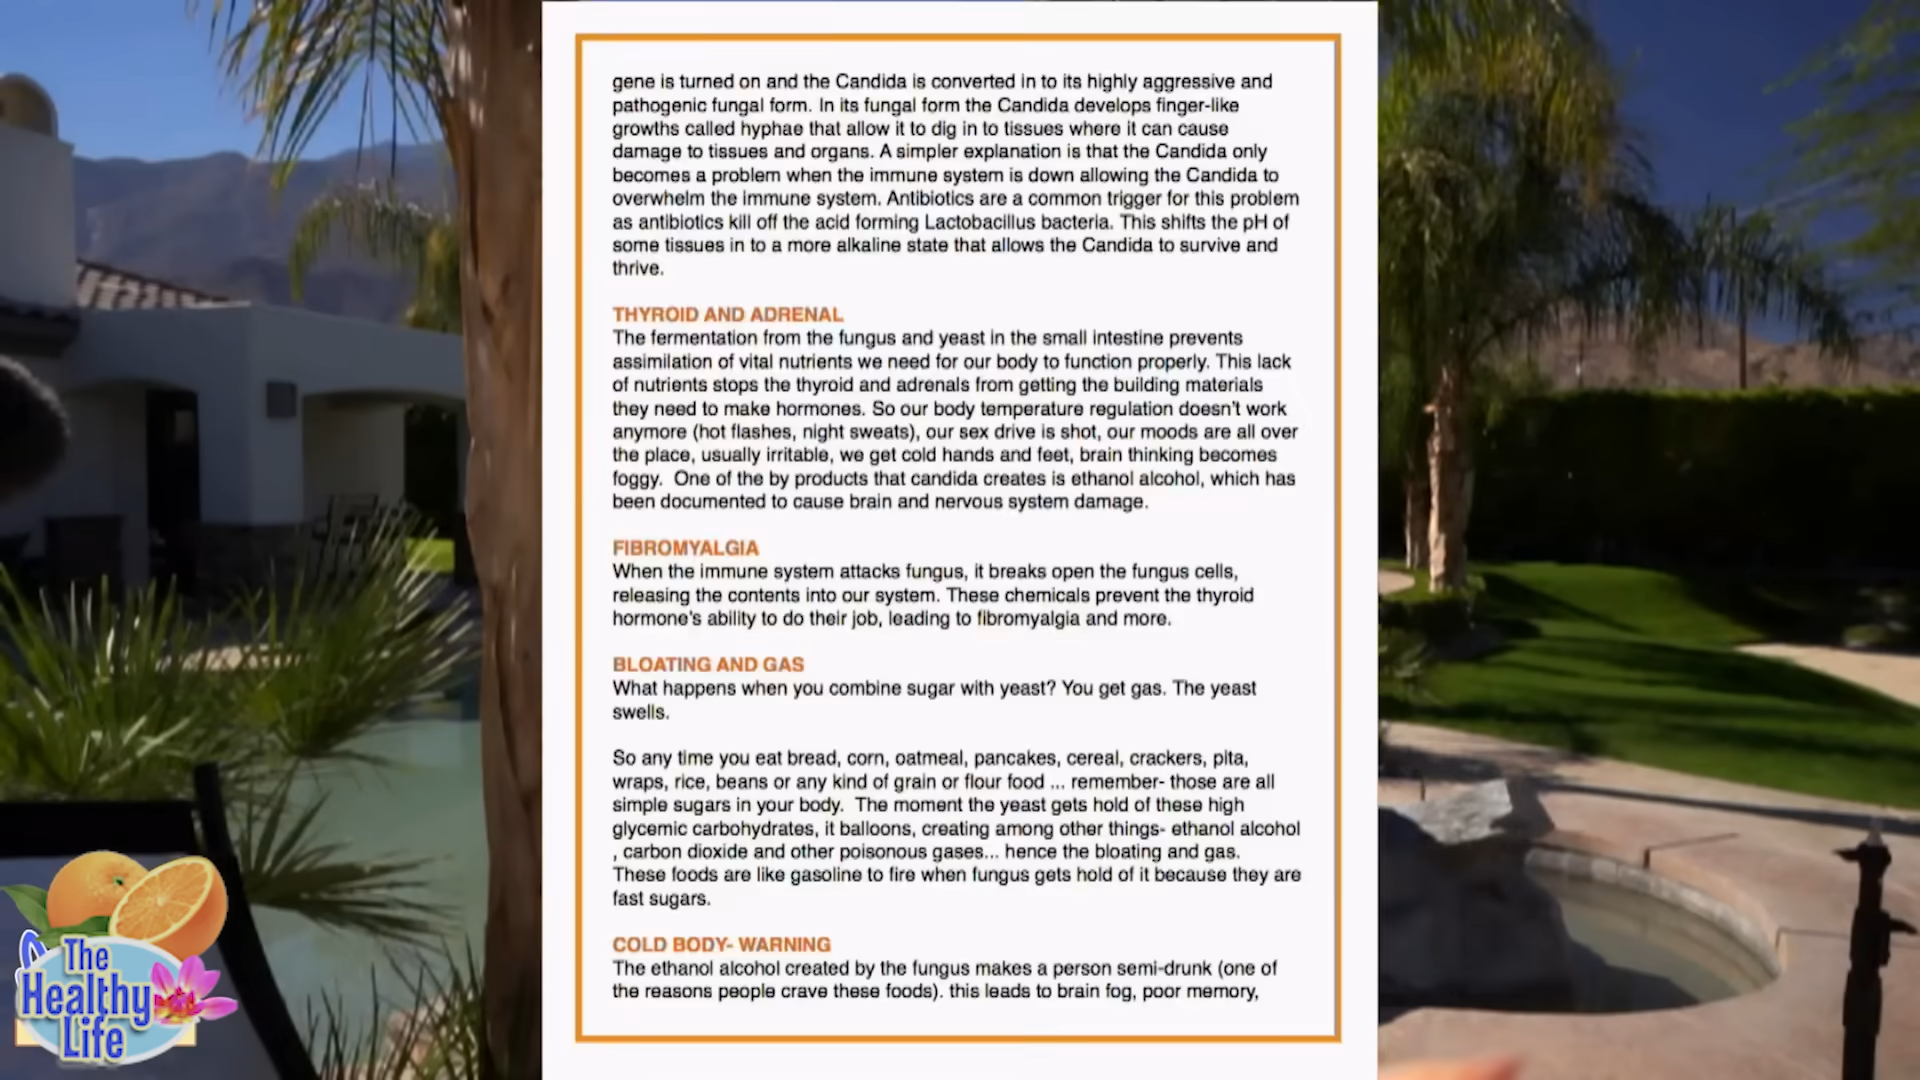 gene is turned on and the Candida is converted in to its highly aggressive and
pathogenic fungal form. In its fungal form the Candida develops finger-like
growths called hyphae that allow it to dig in to tissues where it can cause
damage to tissues and organs. A simpler explanation is that the Candida only
becomes a problem when the immune system is down allowing the Candida to
overwhelm the immune system. Antibiotics are a common trigger for this problem
as antibiotics kill off the acid forming Lactobacillus bacteria. This shifts the pH of
some tissues in to a more alkaline state that allows the Candida to survive and
thrive.
THYROID AND ADRENAL
The fermentation from the fungus and yeast in the small intestine prevents
assimilation of vital nutrients we need for our body to function properly. This lack
of nutrients stops the thyroid and adrenals from getting the building materials
they need to make hormones. So our body temperature regulation doesn't work
anymore (hot flashes, night sweats), our sex drive is shot, our moods are all over
the place, usually irritable, we get cold hands and feet, brain thinking becomes
foggy.  One of the by products that candida creates is ethanol alcohol, which has
been documented to cause brain and nervous system damage.
FIBROMYALGIA
When the immune system attacks fungus, it breaks open the fungus cells,
releasing the contents into our system. These chemicals prevent the thyroid
hormone's ability to do their job, leading to fibromyalgia and more.
BLOATING AND GAS
What happens when you combine sugar with yeast? You get gas. The yeast
swells.
So any time you eat bread, corn, oatmeal, pancakes, cereal, crackers, pita,
wraps, rice, beans or any kind of grain or flour food ... remember- those are all
simple sugars in your body.  The moment the yeast gets hold of these high
glycemic carbohydrates, it balloons, creating among other things- ethanol alcohol
, carbon dioxide and other poisonous gases... hence the bloating and gas.
These foods are like gasoline to fire when fungus gets hold of it because they are
fast sugars.
COLD BODY- WARNING
The ethanol alcohol created by the fungus makes a person semi-drunk (one of
the reasons people crave these foods). this leads to brain fog, poor memory,
The
Healthy
Life